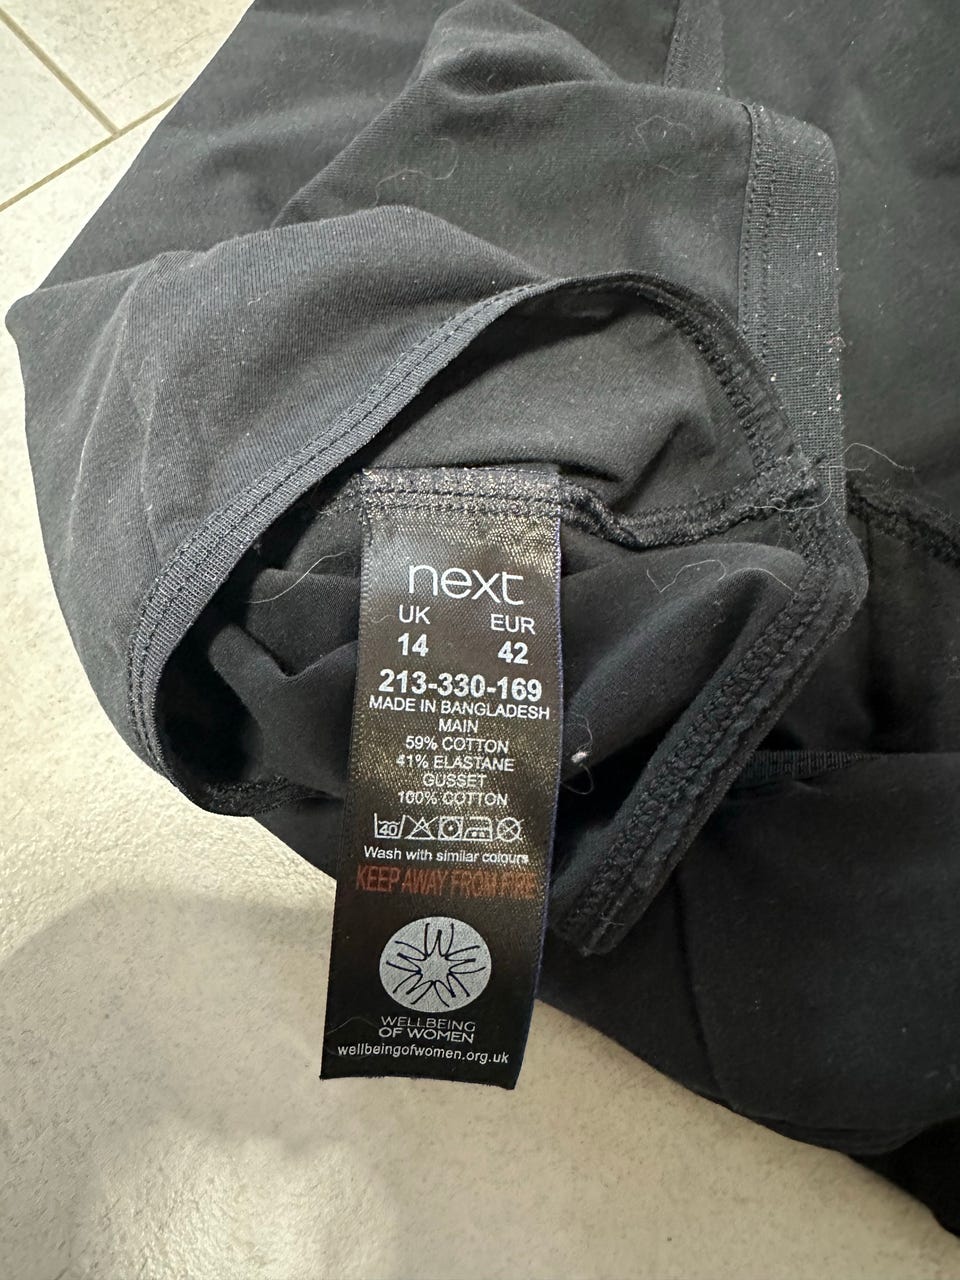 next
UK EUR
14 42
213-330-169
MADE IN BANGLADESH
MAIN
59% COTTON
41% ELASTANE
GUSSET
100% COTTON
40
Wash with similar colours
KEEP AWAY FROM FIRE
WELLBEING
OF WOMEN
wellbeingofwomen.org.uk